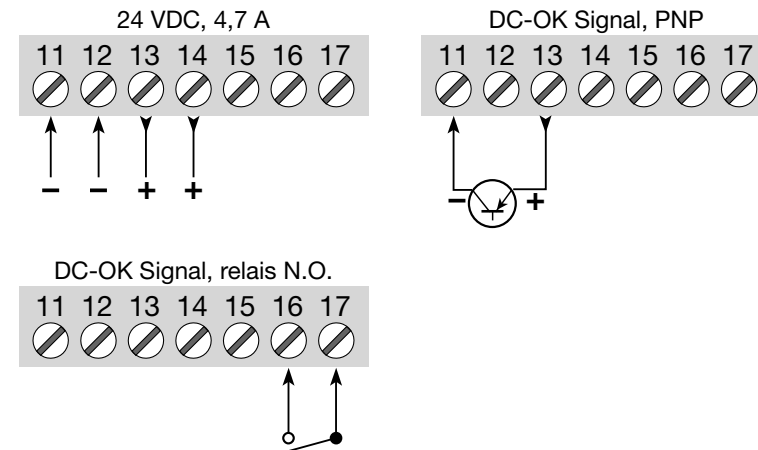 24 VDC, 4,7 A
11 12 13 14 15 16 17
− − + +
DC-OK Signal, PNP
11 12 13 14 15 16 17
− +
DC-OK Signal, relais N.O.
11 12 13 14 15 16 17